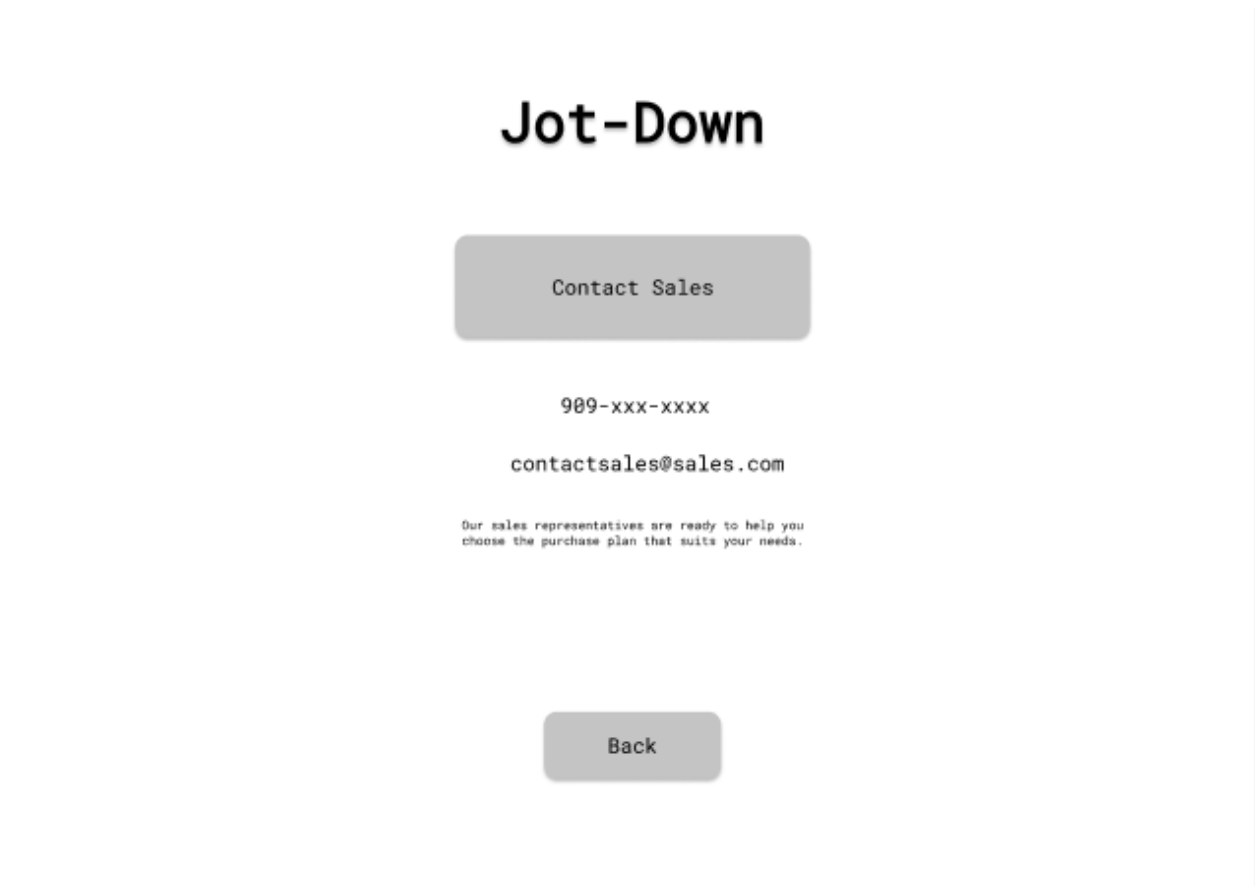 Jot-Down
Contact Sales
909-xxx-xxxx
contactsales@sales.com
Our sales representatives are ready to help you
choose the purchase plan that suits your needs.
Back